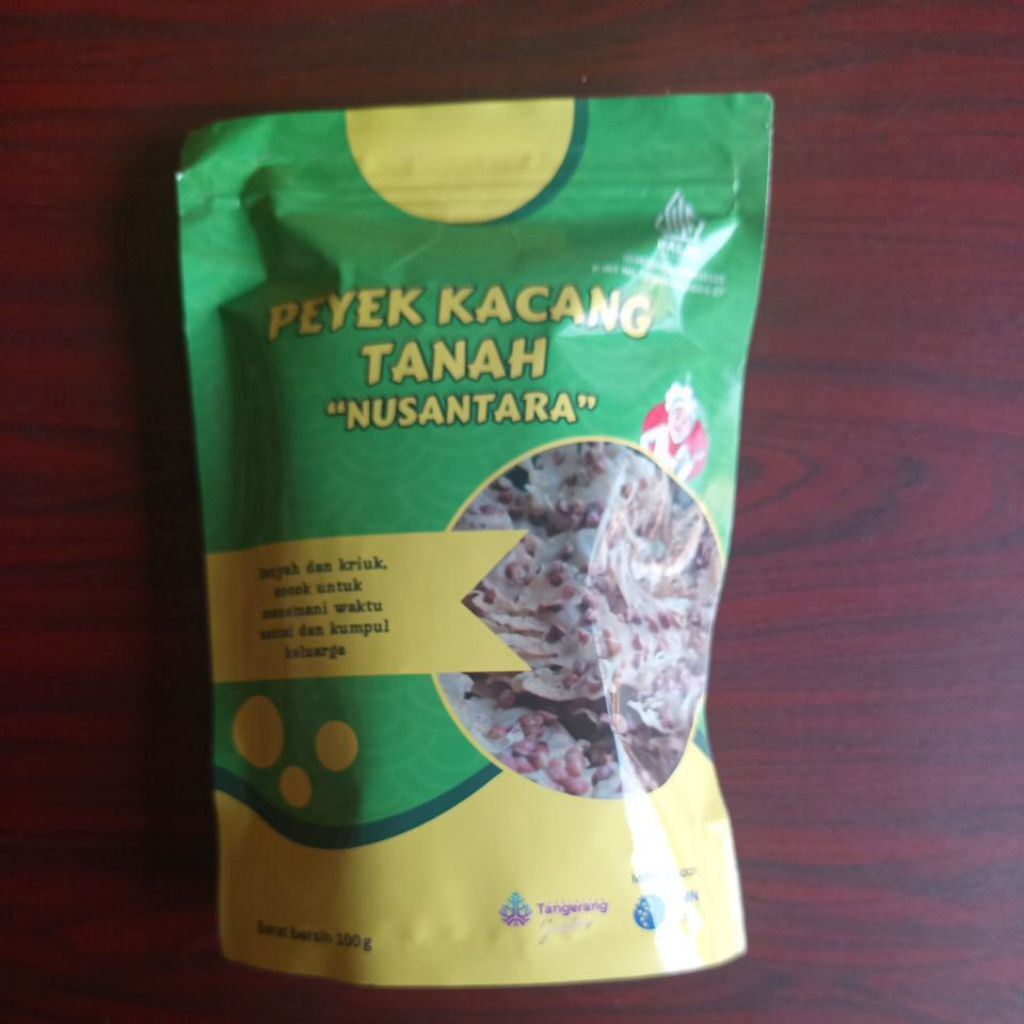 HALAL
PEYEK KACANG
TANAH
"NUSANTARA"
Renyah dan kriuk,
cocok untuk
menemani waktu
santai dan kumpul
keluarga
Tangerang
Berat bersih 100 g